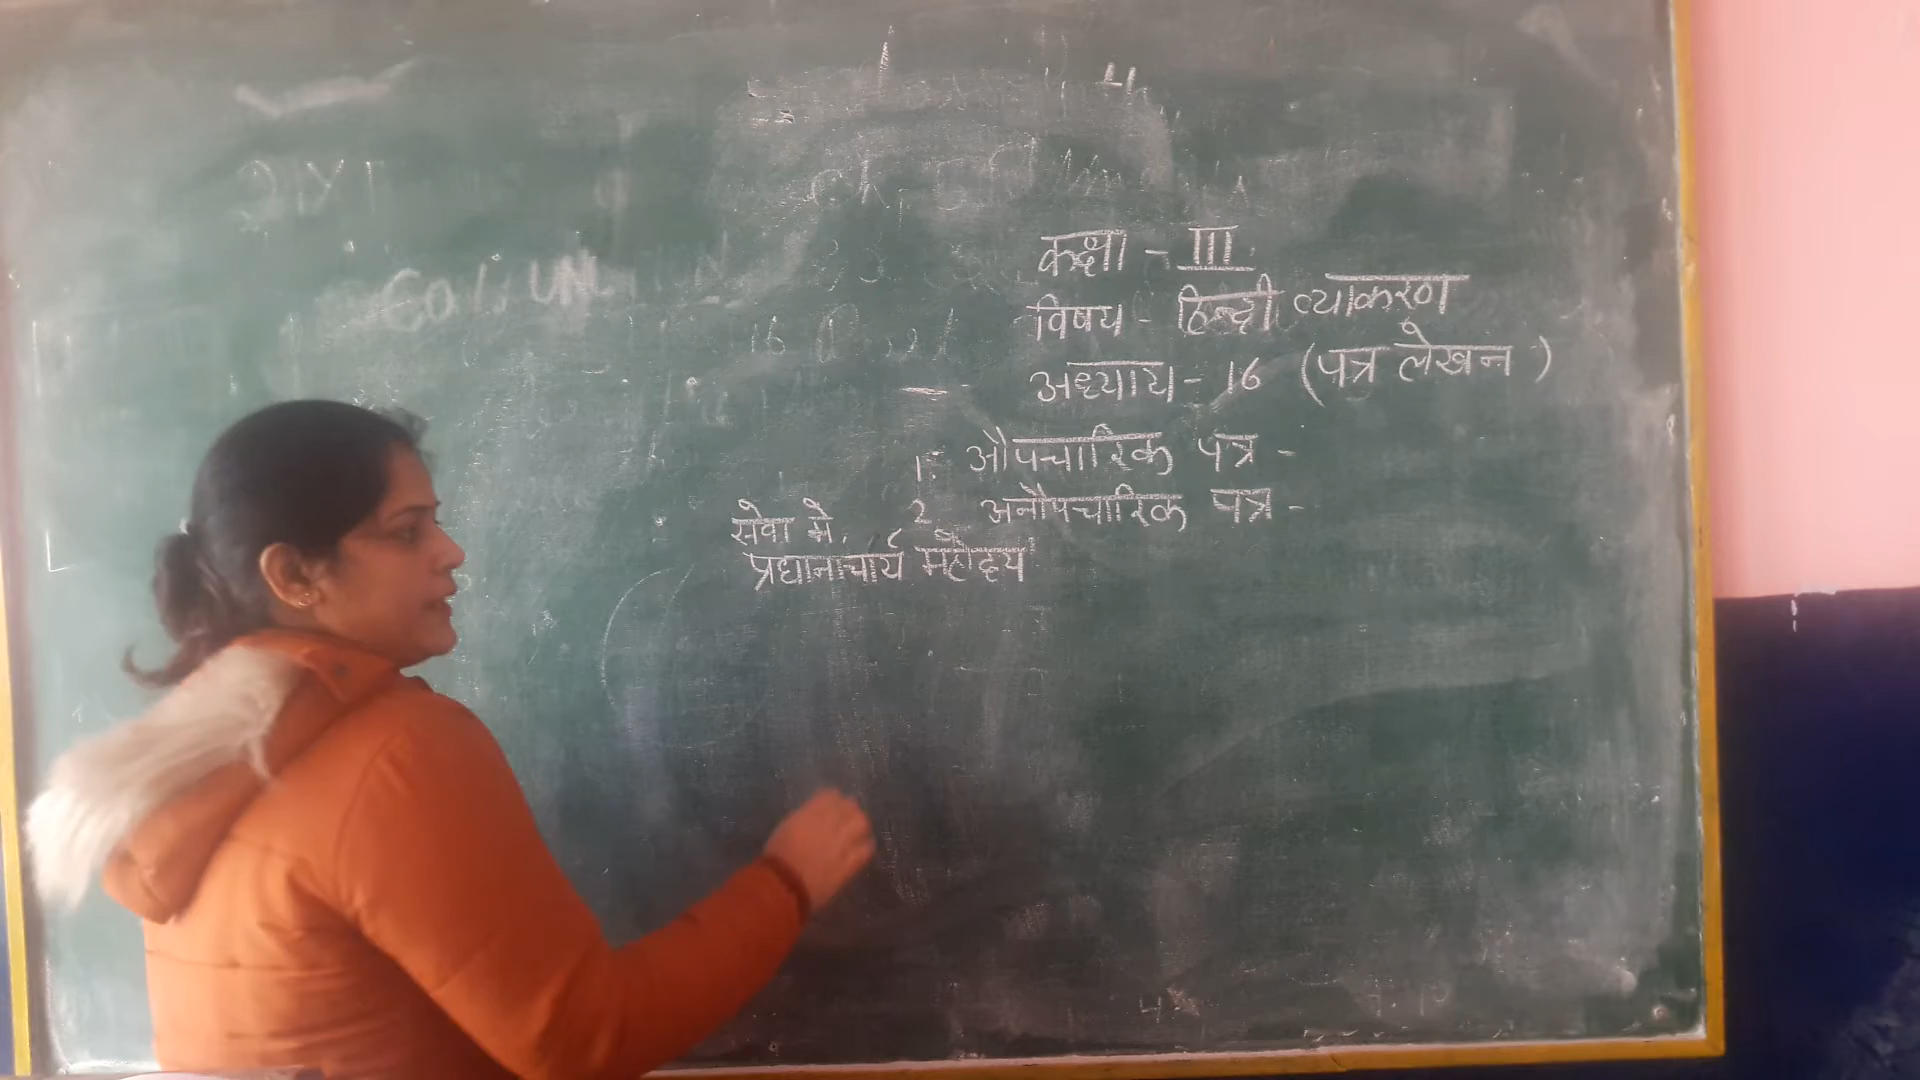 कक्षा - III
विषय - हिन्दी व्याकरण
अध्याय - 16 (पत्र लेखन)
1. औपचारिक पत्र -
2. अनौपचारिक पत्र -
सेवा मे,
प्रधानाचार्य महोदय